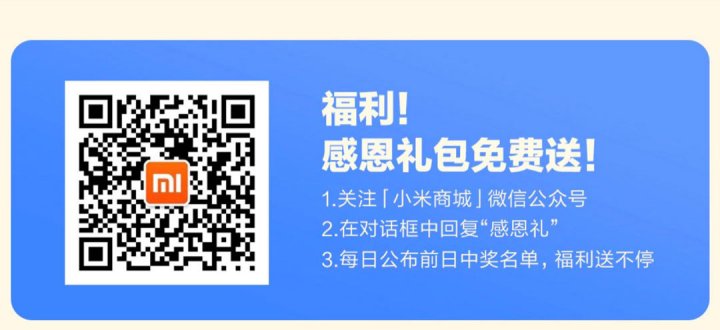 mi
福利!
感恩礼包免费送!
1.关注「小米商城」微信公众号
2.在对话框中回复“感恩礼”
3.每日公布前日中奖名单，福利送不停